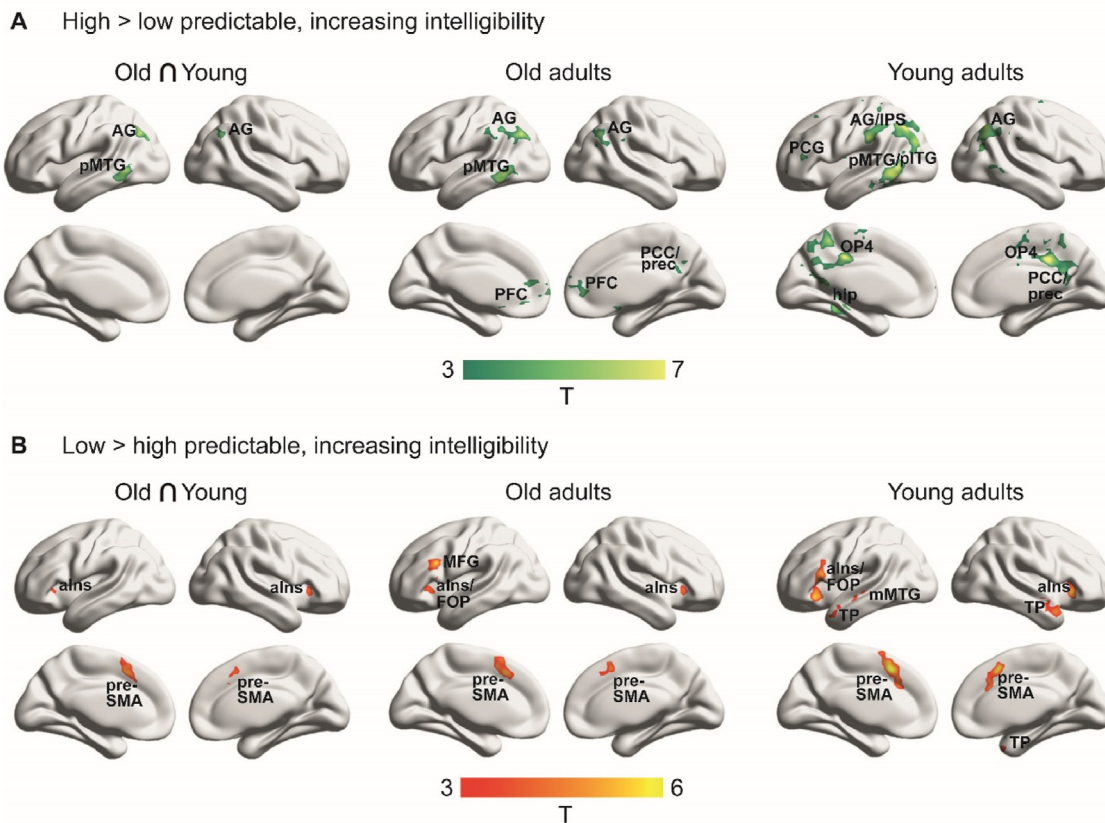 A High > low predictable, increasing intelligibility
Old ∩ Young
Old adults
Young adults
AG
AG
pMTG
AG
AG
pMTG
AG/IPS
AG
PCG
pMTG/pITG
PFC
PFC
PCC/
prec
OP4
hip
OP4
PCC/
prec
3 7
T
B Low > high predictable, increasing intelligibility
Old ∩ Young
Old adults
Young adults
aIns
aIns
MFG
aIns/
FOP
aIns
aIns/
FOP
mMTG
TP
aIns
TP
pre-
SMA
pre-
SMA
pre-
SMA
pre-
SMA
pre-
SMA
pre-
SMA
TP
3 6
T